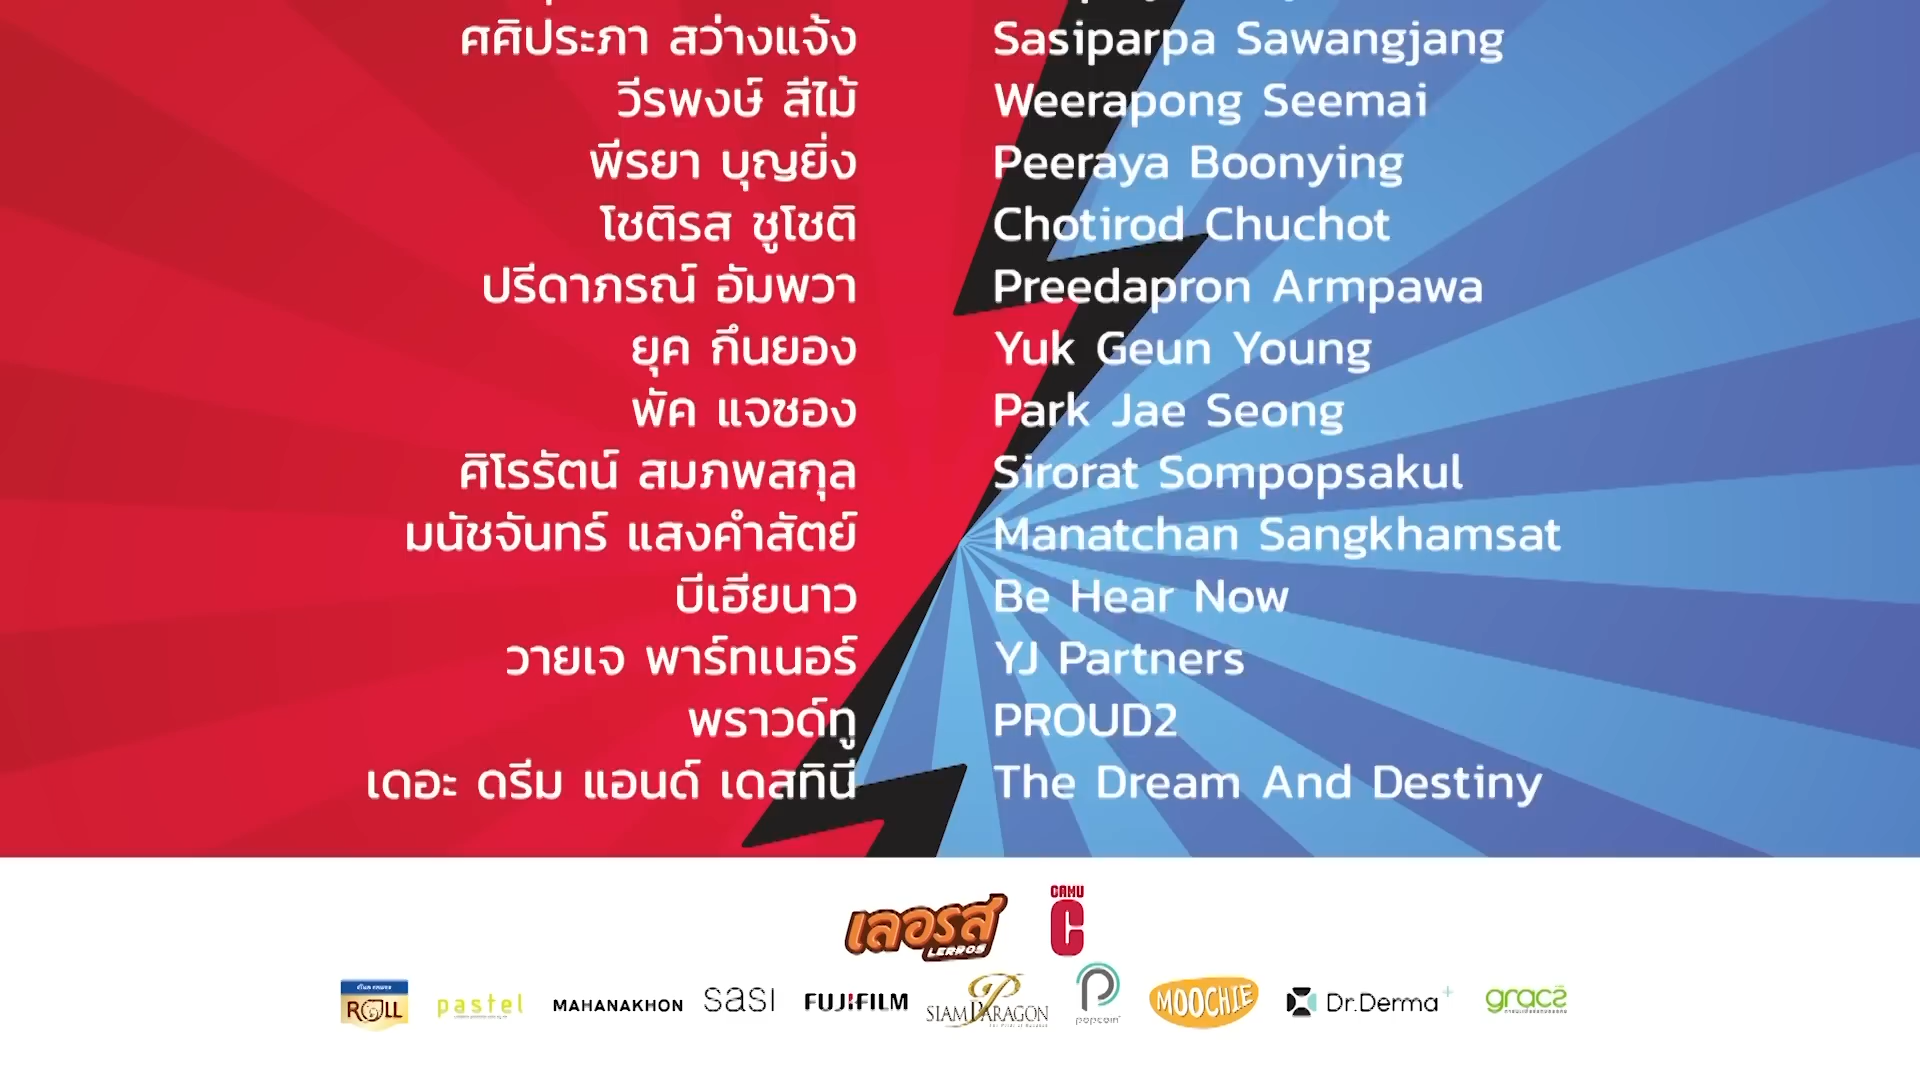 ศศิประภา สว่างแจ้ง Sasiparpa Sawangjang
วีรพงษ์ สีไม้ Weerapong Seemai
พีรยา บุญยิ่ง Peeraya Boonying
โชติรส ชูโชติ Chotirod Chuchot
ปรีดาภรณ์ อัมพวา Preedapron Armpawa
ยุค กึนยอง Yuk Geun Young
พัค แจซอง Park Jae Seong
ศิโรรัตน์ สมภพสกุล Sirorat Sompopsakul
มนัชจันทร์ แสงคำสัตย์ Manatchan Sangkhamsat
บีเฮียนาว Be Hear Now
วายเจ พาร์ทเนอร์ YJ Partners
พราวด์ทู PROUD2
เดอะ ดรีม แอนด์ เดสทินี The Dream And Destiny
เลอรส LERROS CAMU C
ROLL pastel MAHANAKHON sasi FUJIFILM SIAM PARAGON popcoin MOOCHIE Dr.Derma+ grace